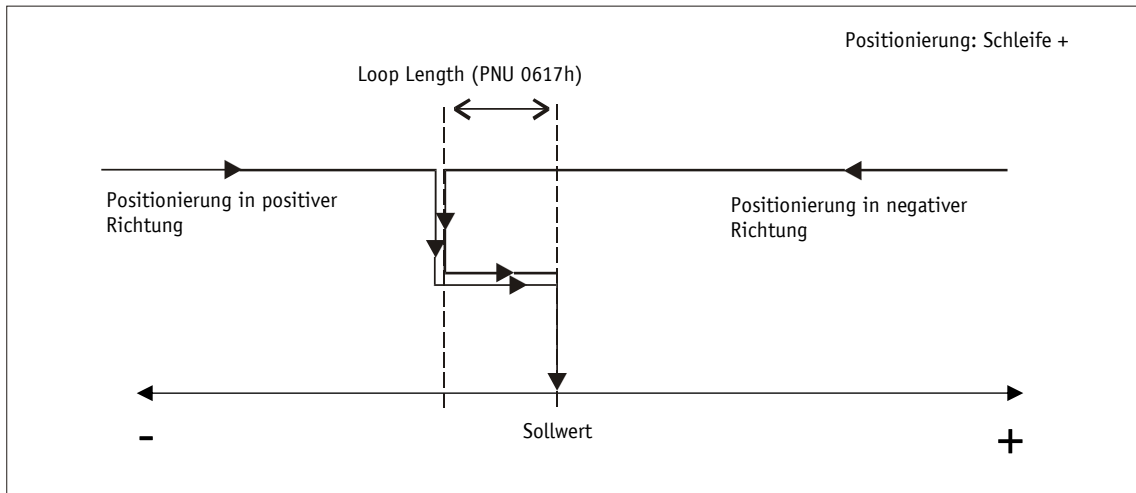 Positionierung: Schleife +
Loop Length (PNU 0617h)
Positionierung in positiver
Richtung
Positionierung in negativer
Richtung
-
Sollwert
+